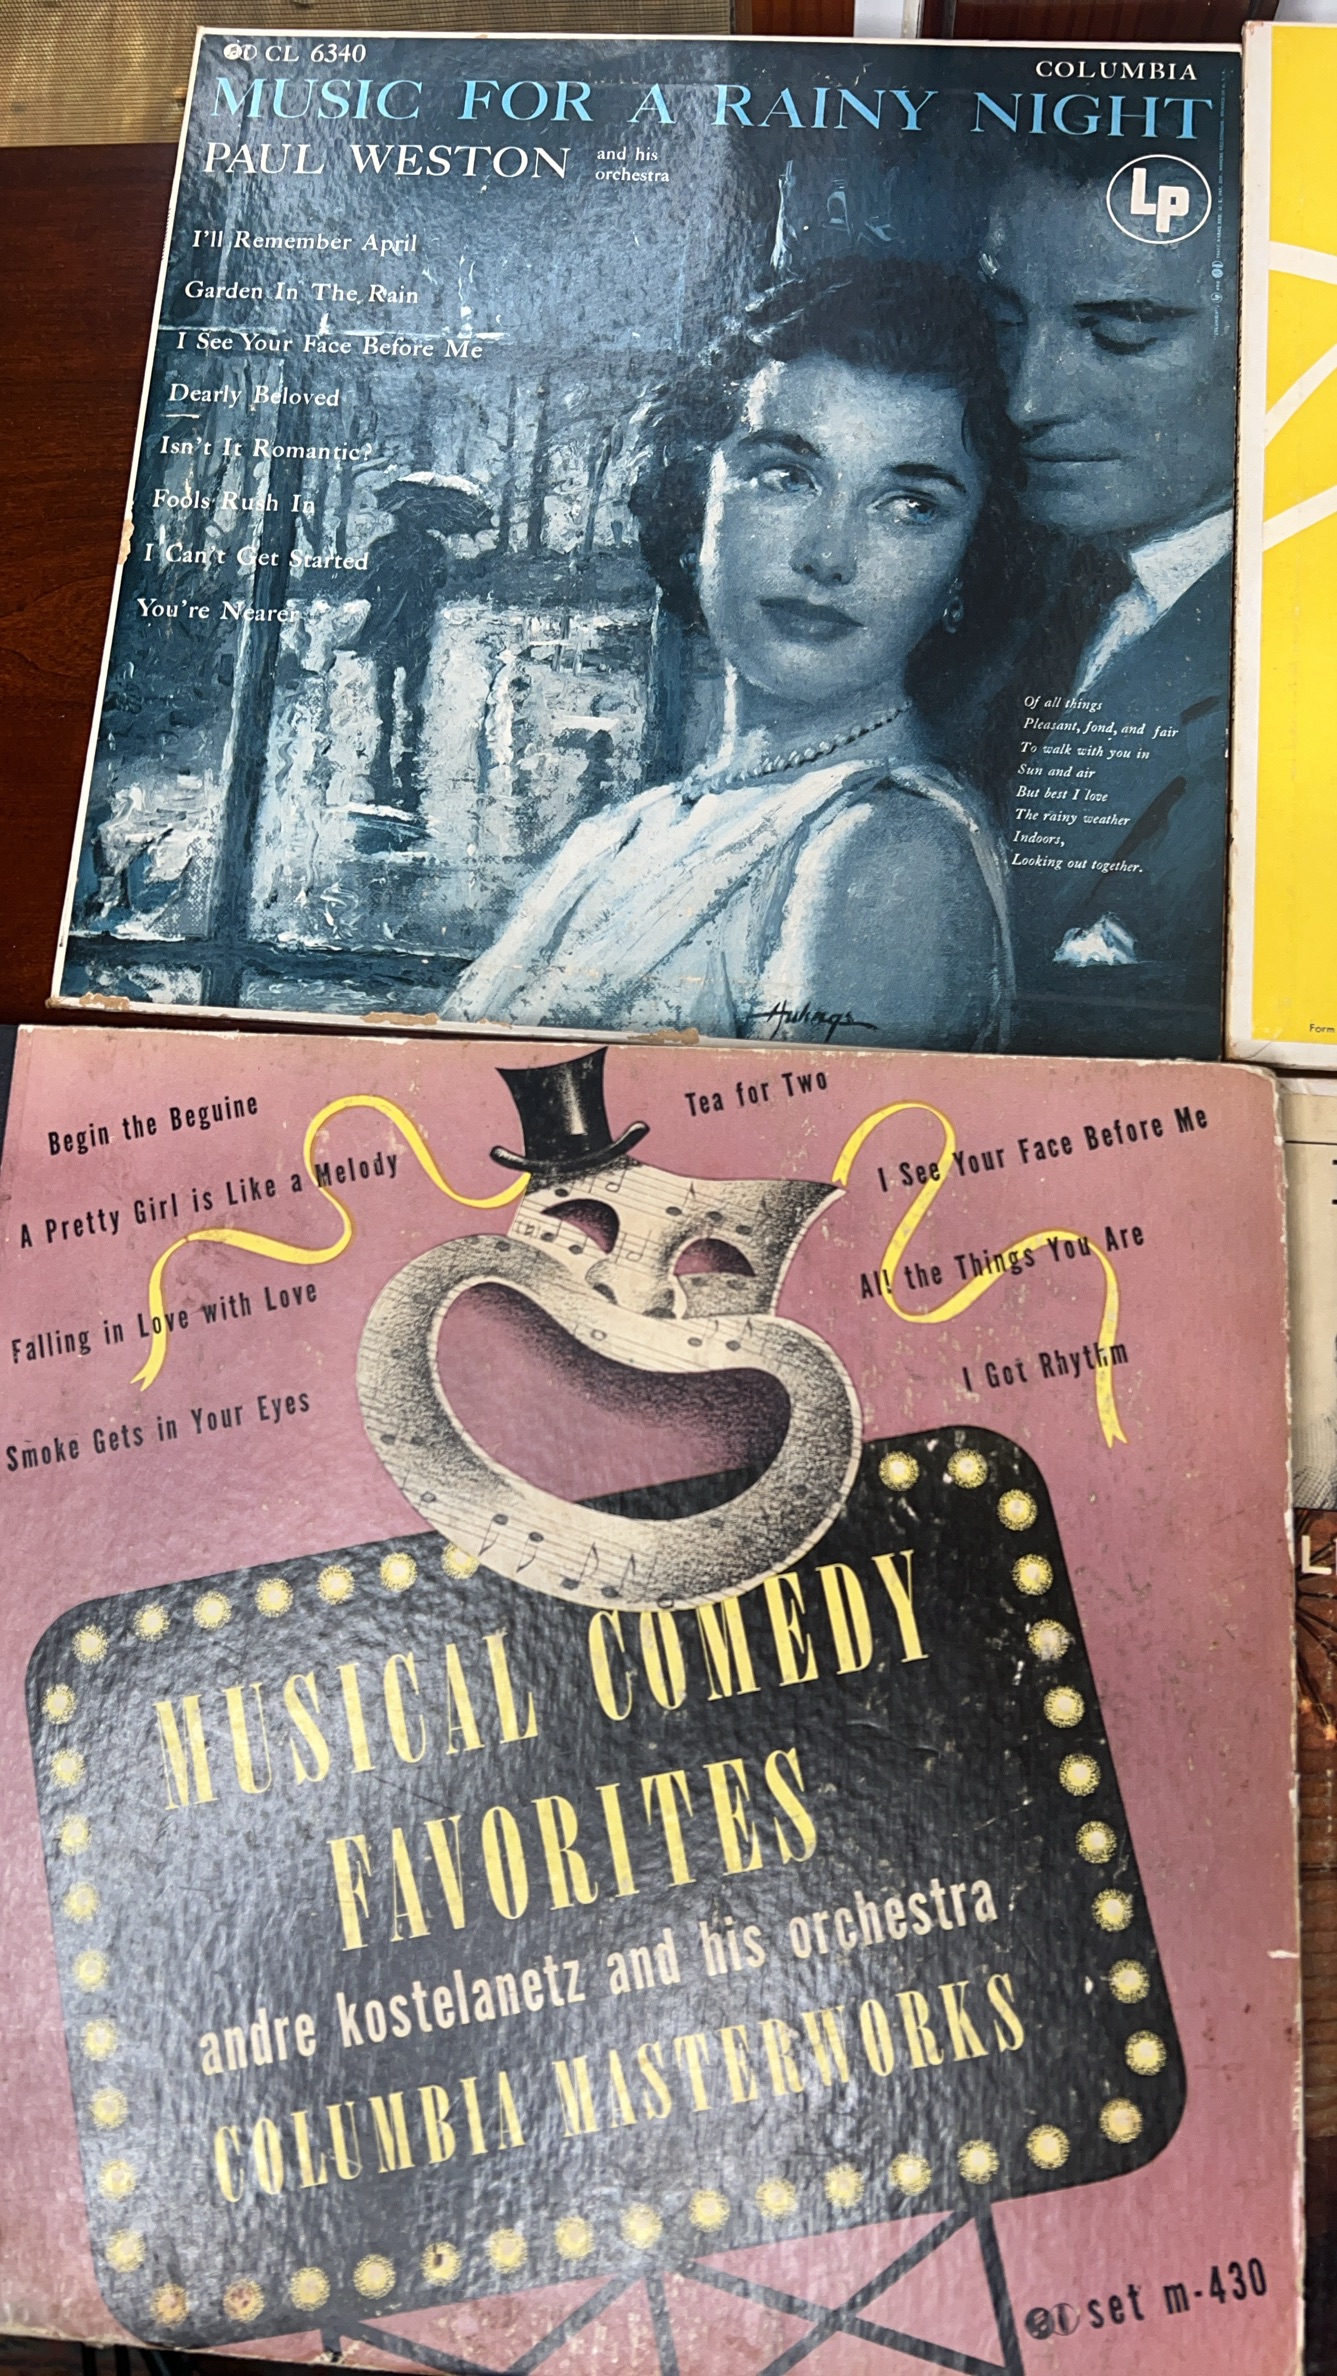 CL 6340
COLUMBIA
MUSIC FOR A RAINY NIGHT
PAUL WESTON and his orchestra
Lp
I'll Remember April
Garden In The Rain
I See Your Face Before Me
Dearly Beloved
Isn't It Romantic?
Fools Rush In
I Can't Get Started
You're Nearer
Of all things
Pleasant, fond, and fair
To walk with you in
Sun and air
But best I love
The rainy weather
Indoors,
Looking out together.
Form
Begin the Beguine
A Pretty Girl is Like a Melody
Falling in Love with Love
Smoke Gets in Your Eyes
Tea for Two
I See Your Face Before Me
All the Things You Are
I Got Rhythm
MUSICAL COMEDY
FAVORITES
andre kostelanetz and his orchestra
COLUMBIA MASTERWORKS
set m-430